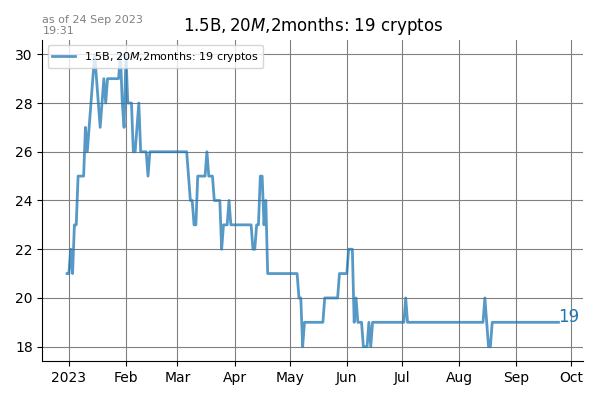 as of 24 Sep 2023
19:31
1.5B, 20M,2months: 19 cryptos
1.5B, 20M,2months: 19 cryptos
30
28
26
24
22
20
18
19
2023 Feb Mar Apr May Jun Jul Aug Sep Oct